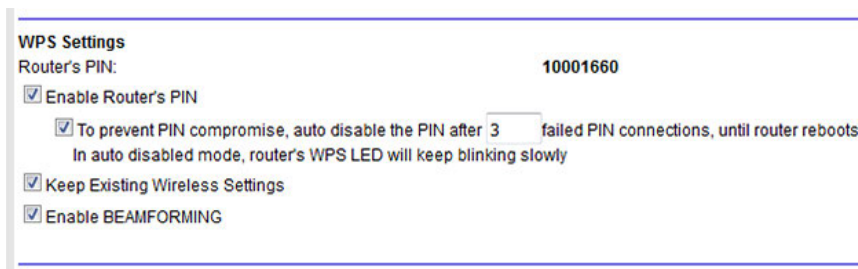 WPS Settings
Router's PIN: 10001660
Enable Router's PIN
To prevent PIN compromise, auto disable the PIN after 3 failed PIN connections, until router reboots
In auto disabled mode, router's WPS LED will keep blinking slowly
Keep Existing Wireless Settings
Enable BEAMFORMING